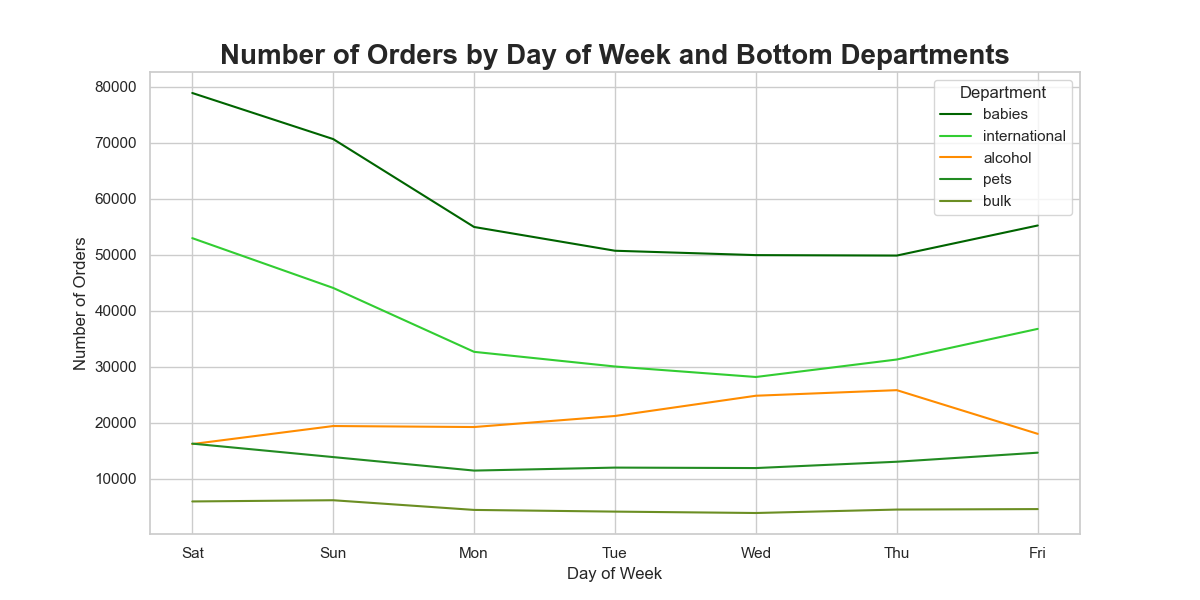 Number of Orders by Day of Week and Bottom Departments
80000
70000
60000
50000
40000
30000
20000
10000
Number of Orders
Department
babies
international
alcohol
pets
bulk
Sat Sun Mon Tue Wed Thu Fri
Day of Week